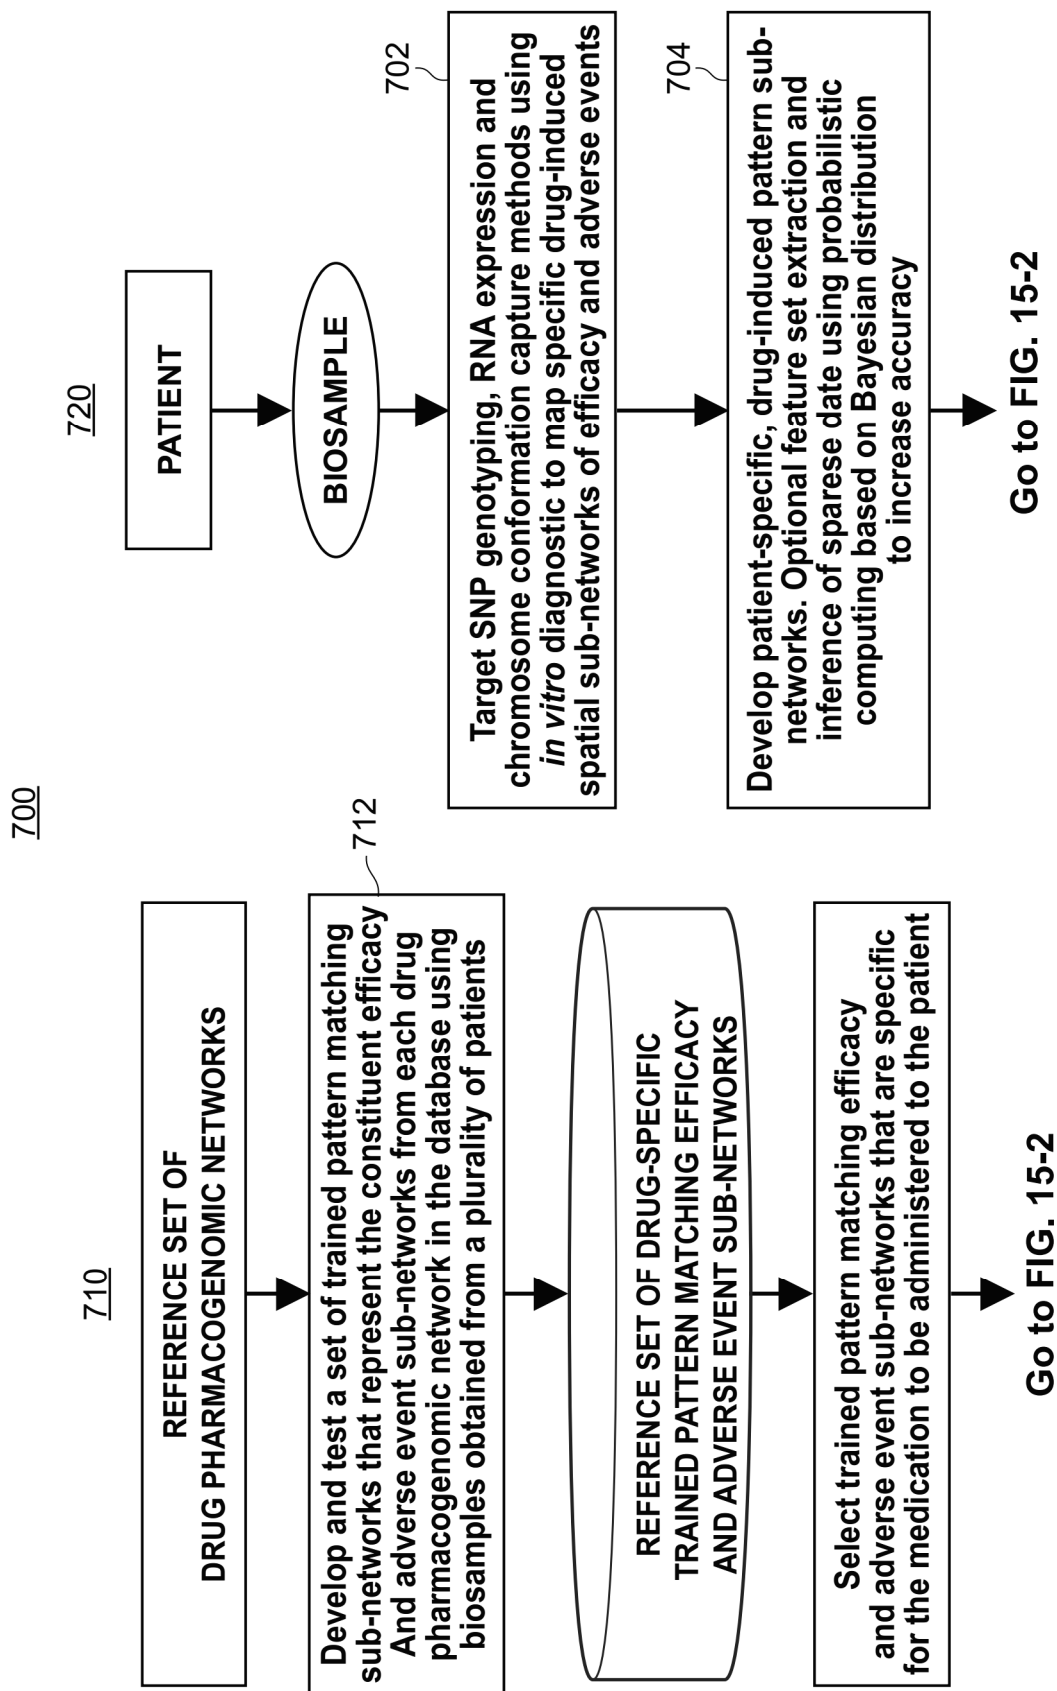 700
710
REFERENCE SET OF
DRUG PHARMACOGENOMIC NETWORKS
712
Develop and test a set of trained pattern matching
sub-networks that represent the constituent efficacy
And adverse event sub-networks from each drug
pharmacogenomic network in the database using
biosamples obtained from a plurality of patients
REFERENCE SET OF DRUG-SPECIFIC
TRAINED PATTERN MATCHING EFFICACY
AND ADVERSE EVENT SUB-NETWORKS
Select trained pattern matching efficacy
and adverse event sub-networks that are specific
for the medication to be administered to the patient
Go to FIG. 15-2
720
PATIENT
BIOSAMPLE
702
Target SNP genotyping, RNA expression and
chromosome conformation capture methods using
in vitro diagnostic to map specific drug-induced
spatial sub-networks of efficacy and adverse events
704
Develop patient-specific, drug-induced pattern sub-
networks. Optional feature set extraction and
inference of sparese date using probabilistic
computing based on Bayesian distribution
to increase accuracy
Go to FIG. 15-2